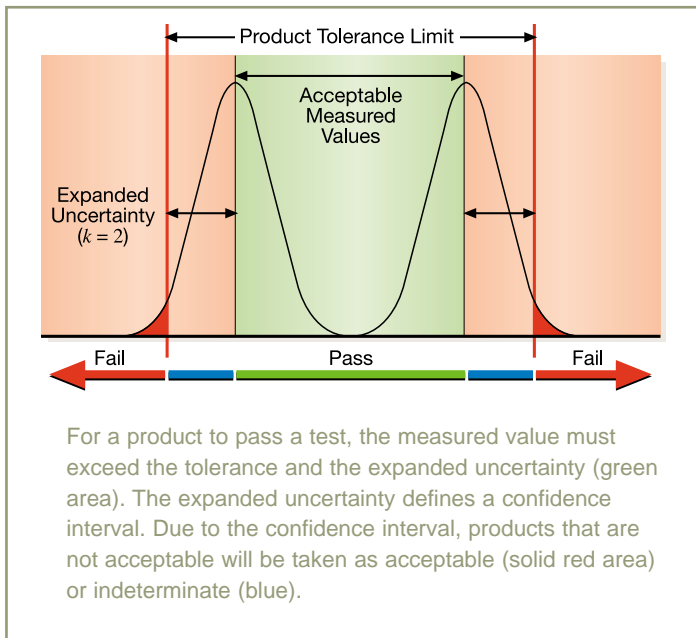 Product Tolerance Limit
Acceptable
Measured
Values
Expanded
Uncertainty
(k = 2)
Fail
Pass
Fail
For a product to pass a test, the measured value must
exceed the tolerance and the expanded uncertainty (green
area). The expanded uncertainty defines a confidence
interval. Due to the confidence interval, products that are
not acceptable will be taken as acceptable (solid red area)
or indeterminate (blue).